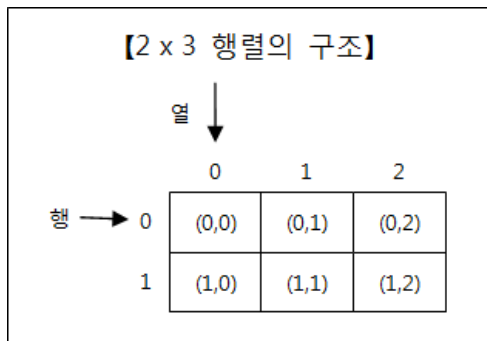 【2 x 3 행렬의 구조】
열
0 1 2
행 0 (0,0) (0,1) (0,2)
1 (1,0) (1,1) (1,2)